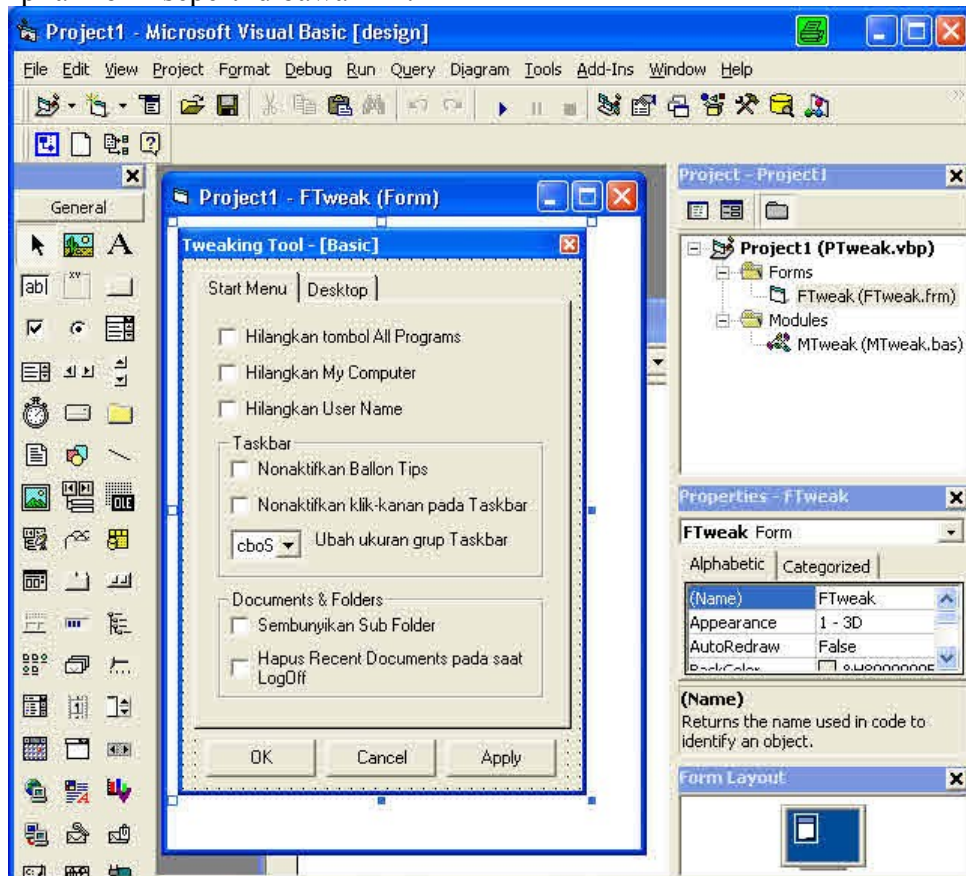 Project1 - Microsoft Visual Basic [design]
File Edit View Project Format Debug Run Query Diagram Tools Add-Ins Window Help
General
Project1 - FTweak (Form)
Tweaking Tool - [Basic]
Start Menu Desktop
Hilangkan tombol All Programs
Hilangkan My Computer
Hilangkan User Name
Taskbar
Nonaktifkan Ballon Tips
Nonaktifkan klik-kanan pada Taskbar
cboS Ubah ukuran grup Taskbar
Documents & Folders
Sembunyikan Sub Folder
Hapus Recent Documents pada saat
LogOff
OK Cancel Apply
Project - Project1
Project1 (PTweak.vbp)
Forms
FTweak (FTweak.frm)
Modules
MTweak (MTweak.bas)
Properties - FTweak
FTweak Form
Alphabetic Categorized
(Name) FTweak
Appearance 1 - 3D
AutoRedraw False
(Name)
Returns the name used in code to
identify an object.
Form Layout